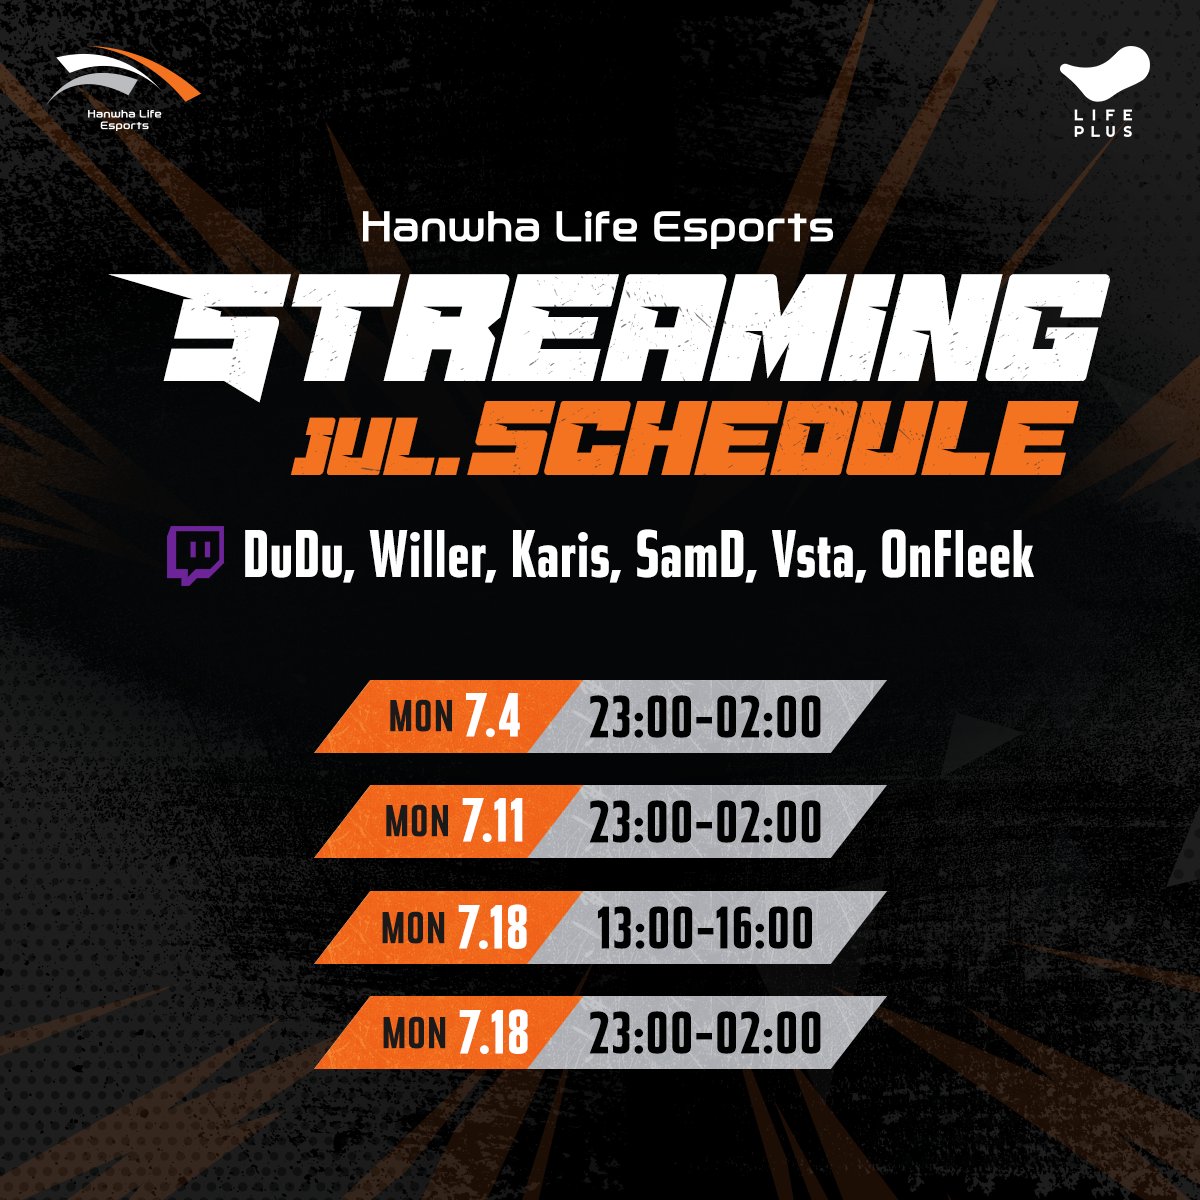 Hanwha Life
Esports
LIFE
PLUS
Hanwha Life Esports
STREAMING
JUL. SCHEDULE
DuDu, Willer, Karis, SamD, Vsta, OnFleek
MON 7.4 23:00-02:00
MON 7.11 23:00-02:00
MON 7.18 13:00-16:00
MON 7.18 23:00-02:00